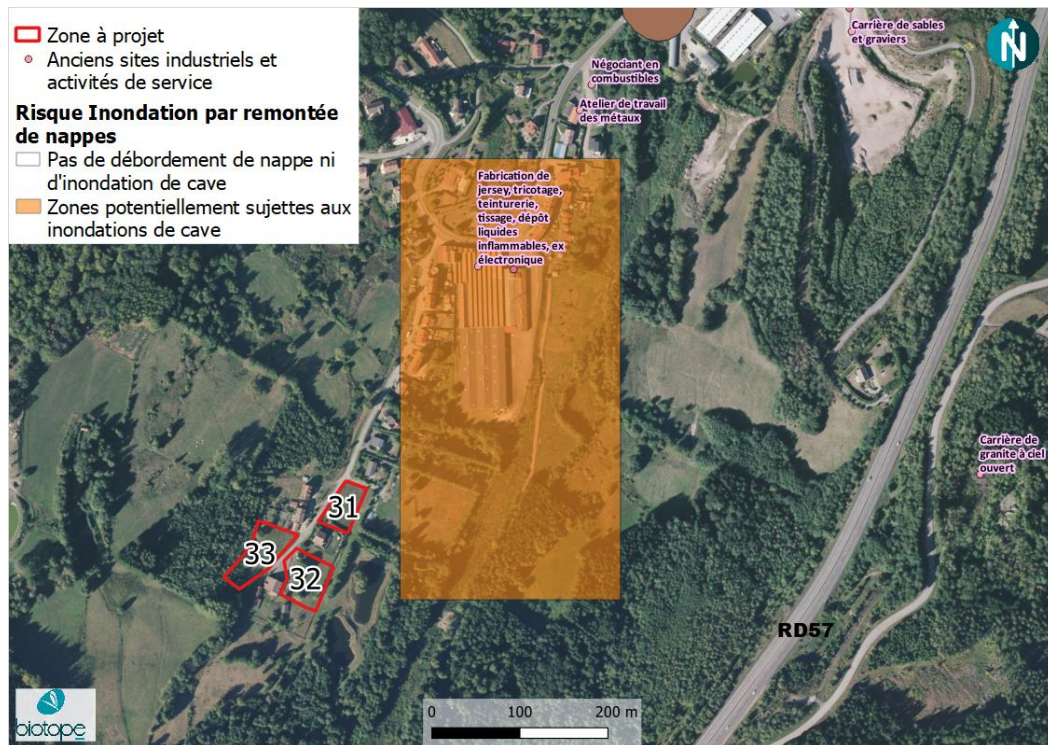 Zone à projet
Anciens sites industriels et
activités de service
Risque Inondation par remontée
de nappes
Pas de débordement de nappe ni
d'inondation de cave
Zones potentiellement sujettes aux
inondations de cave
Carrière de sables
et graviers
N
Négociant en
combustibles
Atelier de travail
des métaux
Fabrication de
jersey, tricotage,
teinturerie,
tissage, dépôt
liquides
inflammables, ex
électronique
Carrière de
granite à ciel
ouvert
31
33
32
RD57
biotope
0 100 200 m